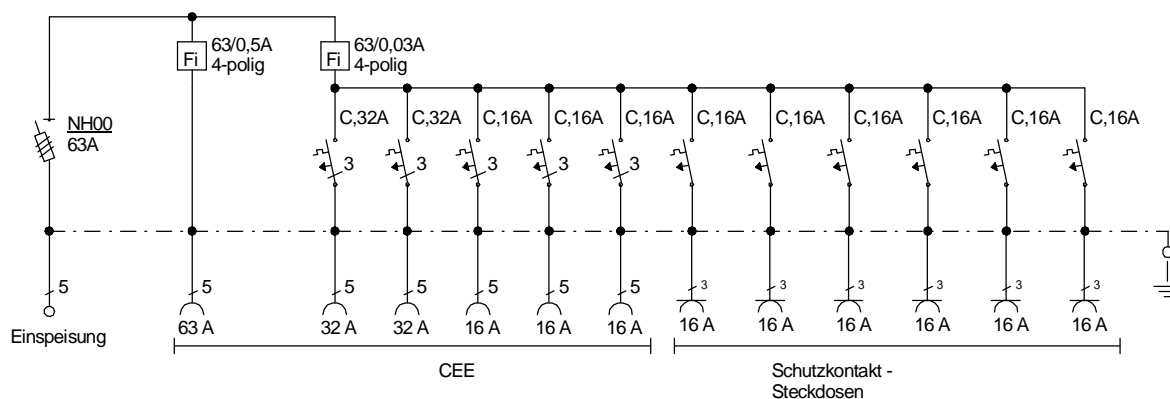 Fi
63/0,5A
4-polig
Fi
63/0,03A
4-polig
NH00
63A
C,32A
C,32A
C,16A
C,16A
C,16A
C,16A
C,16A
C,16A
C,16A
C,16A
C,16A
3
3
3
3
3
5
5
5
5
5
5
5
3
3
3
3
3
3
Einspeisung
63 A
32 A
32 A
16 A
16 A
16 A
16 A
16 A
16 A
16 A
16 A
16 A
CEE
Schutzkontakt -
Steckdosen